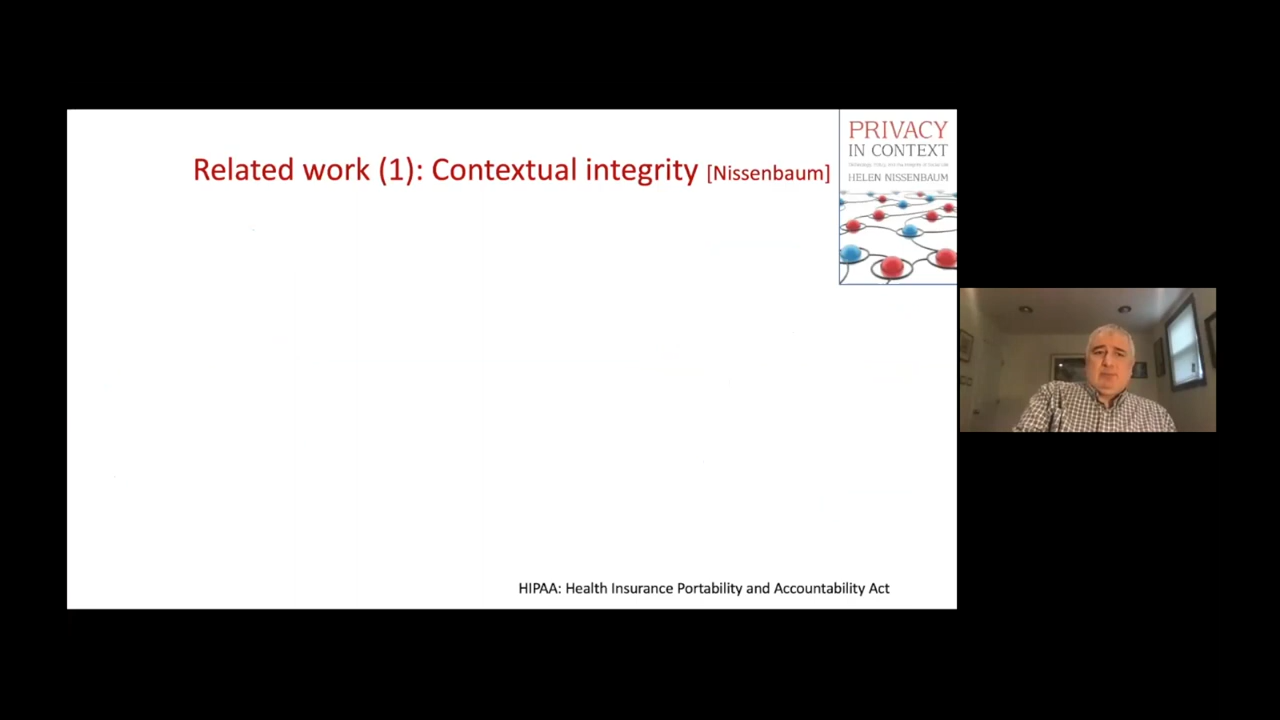 Related work (1): Contextual integrity [Nissenbaum]
PRIVACY
IN CONTEXT
HELEN NISSENBAUM
HIPAA: Health Insurance Portability and Accountability Act